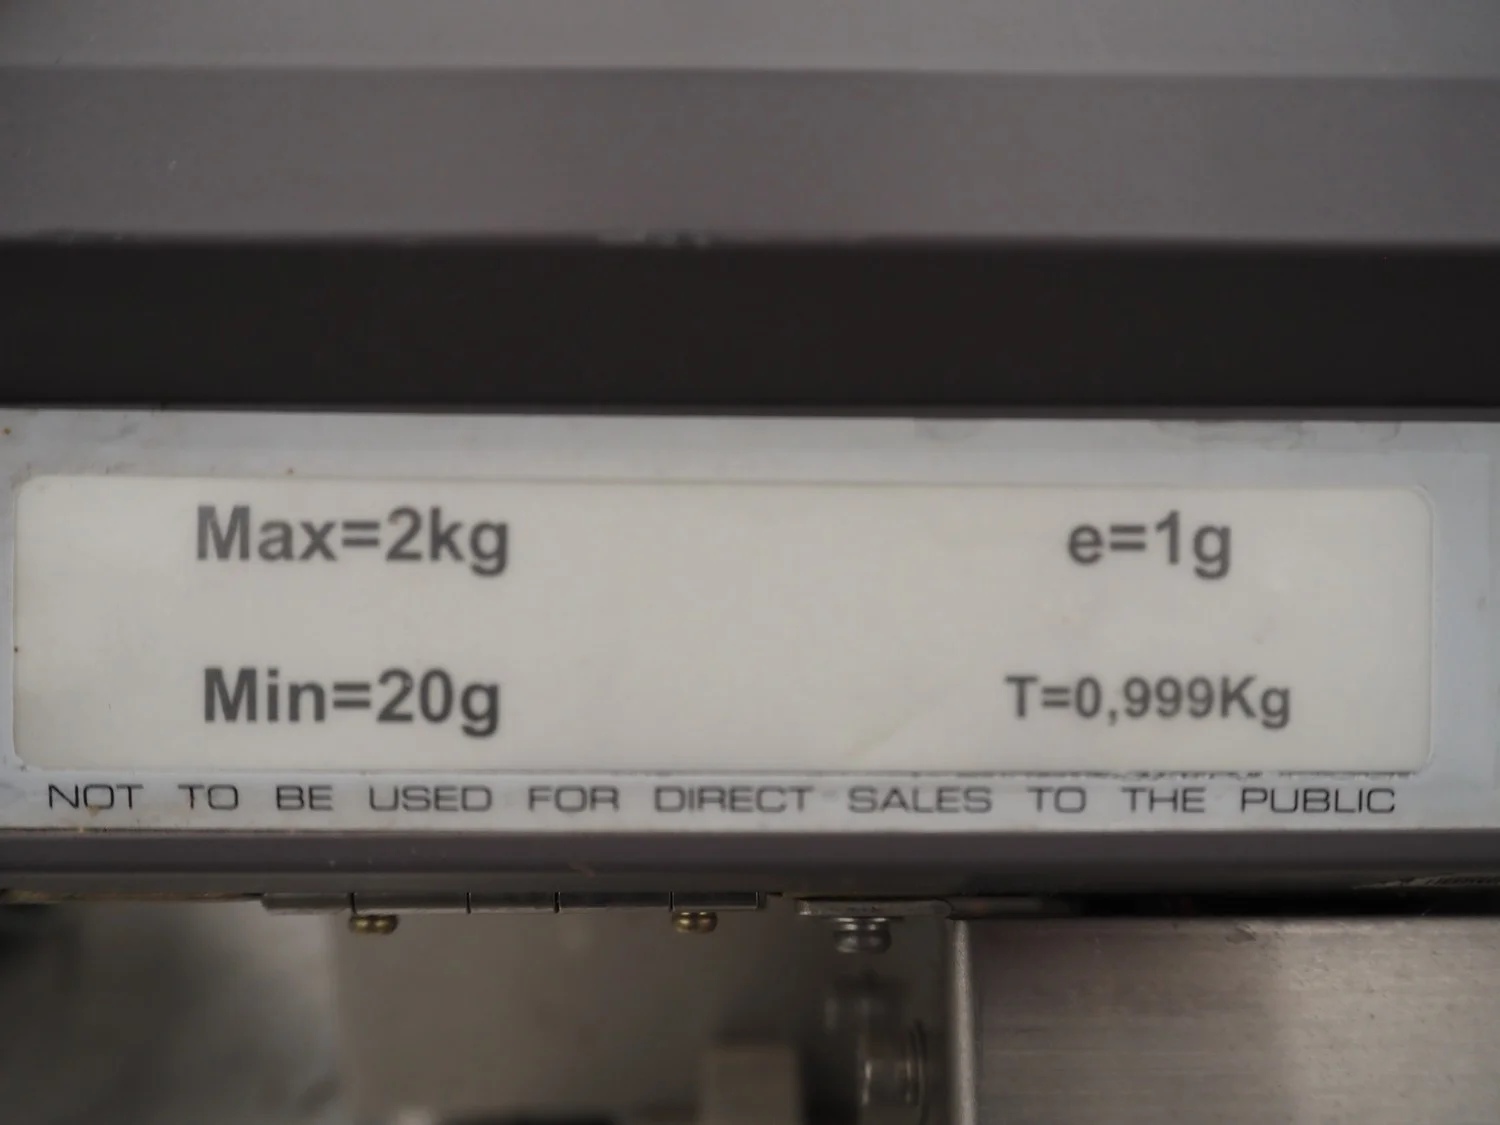 Max=2kg e=1g
Min=20g T=0,999Kg
NOT TO BE USED FOR DIRECT SALES TO THE PUBLIC